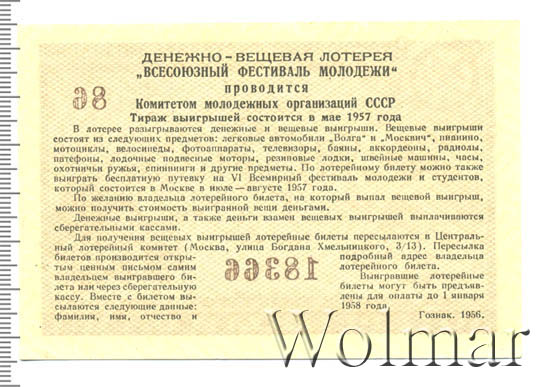 ДЕНЕЖНО-ВЕЩЕВАЯ ЛОТЕРЕЯ
„ВСЕСОЮЗНЫЙ ФЕСТИВАЛЬ МОЛОДЕЖИ“
проводится
Комитетом молодежных организаций СССР
Тираж выигрышей состоится в мае 1957 года
В лотерее разыгрываются денежные и вещевые выигрыши. Вещевые выигрыши
состоят из следующих предметов: легковые автомобили „Волга“ и „Москвич“, пианино,
мотоциклы, велосипеды, фотоаппараты, телевизоры, баяны, аккордеоны, радиолы,
патефоны, лодочные подвесные моторы, резиновые лодки, швейные машины, часы,
охотничьи ружья, спиннинги и другие предметы. По лотерейному билету можно также
выиграть бесплатную путевку на VI Всемирный фестиваль молодежи и студентов,
который состоится в Москве в июле—августе 1957 года.
По желанию владельца лотерейного билета, на который выпал вещевой выигрыш,
можно получить стоимость вещи деньгами.
Денежные выигрыши, а также деньги взамен вещевых выигрышей выплачиваются
сберегательными кассами.
Для получения вещевых выигрышей лотерейные билеты пересылаются в Централь-
ный лотерейный комитет (Москва, улица Богдана Хмельницкого, 3/13). Пересылка
билетов производится откры-
тым ценным письмом самим
владельцем выигравшего биле-
та или через сберегательную
кассу. Вместе с билетом вы-
сылаются следующие данные:
фамилия, имя, отчество и
подробный адрес владельца
лотерейного билета.
Выигравшие лотерейные
билеты могут быть предъяв-
лены для оплаты до 1 января
1958 года.
Гознак. 1956.
96
18366
Wolmar